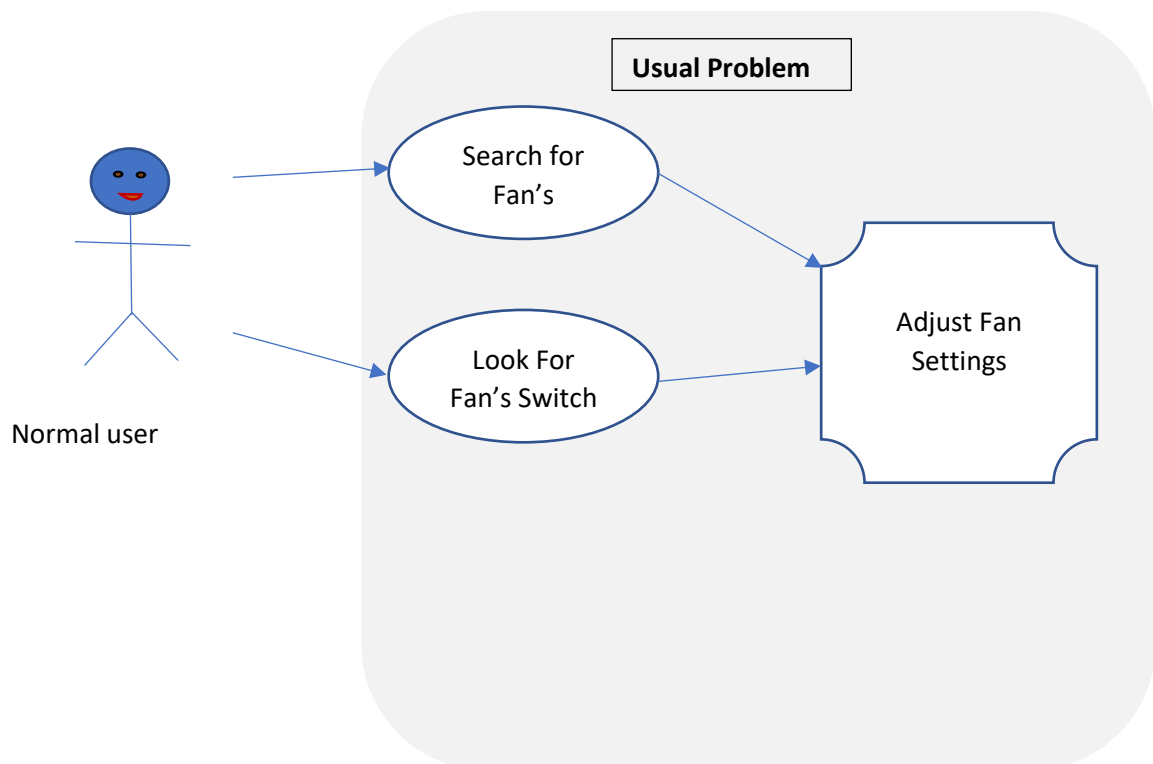 Usual Problem
Search for
Fan’s
Look For
Fan’s Switch
Adjust Fan
Settings
Normal user